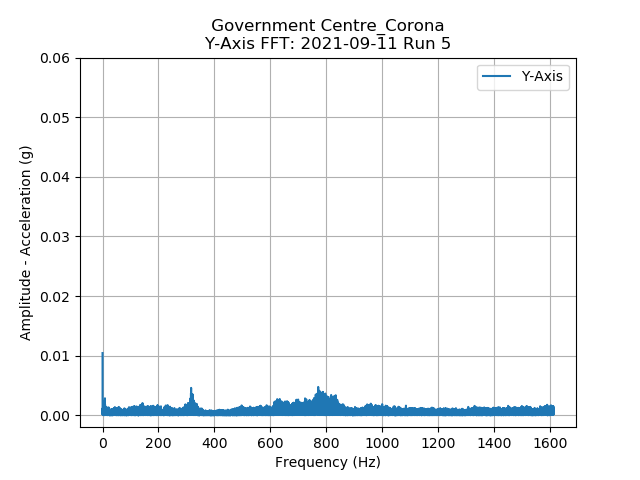 Government Centre_Corona
Y-Axis FFT: 2021-09-11 Run 5
Y-Axis
Amplitude - Acceleration (g)
0.06
0.05
0.04
0.03
0.02
0.01
0.00
0 200 400 600 800 1000 1200 1400 1600
Frequency (Hz)